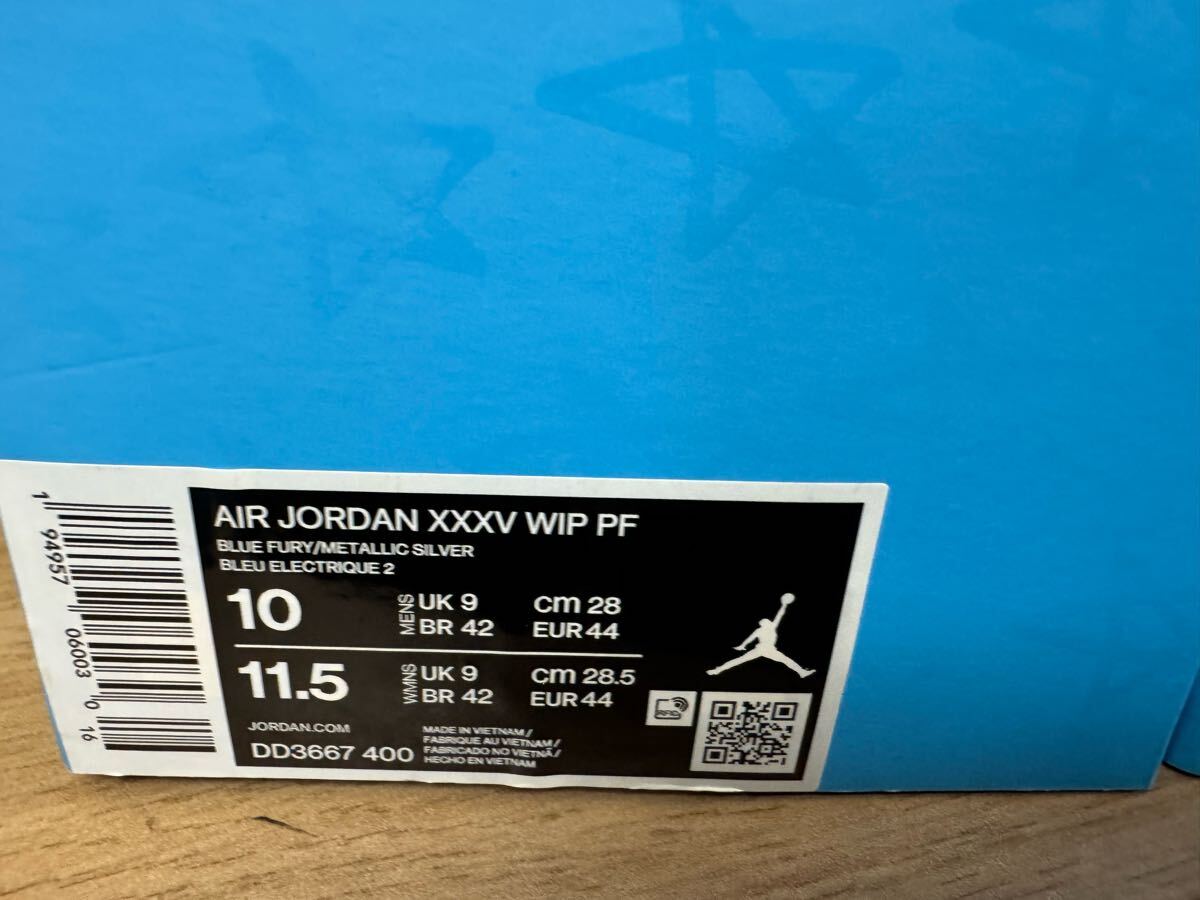 AIR JORDAN XXXV WIP PF
BLUE FURY/METALLIC SILVER
BLEU ELECTRIQUE 2
10 MENS UK 9 cm 28
BR 42 EUR 44
11.5 WMNS UK 9 cm 28.5
BR 42 EUR 44
JORDAN.COM
DD3667 400
MADE IN VIETNAM /
FABRIQUE AU VIETNAM /
FABRICADO NO VIETNÃ /
HECHO EN VIETNAM
RFID
1 94957 06003 0 16